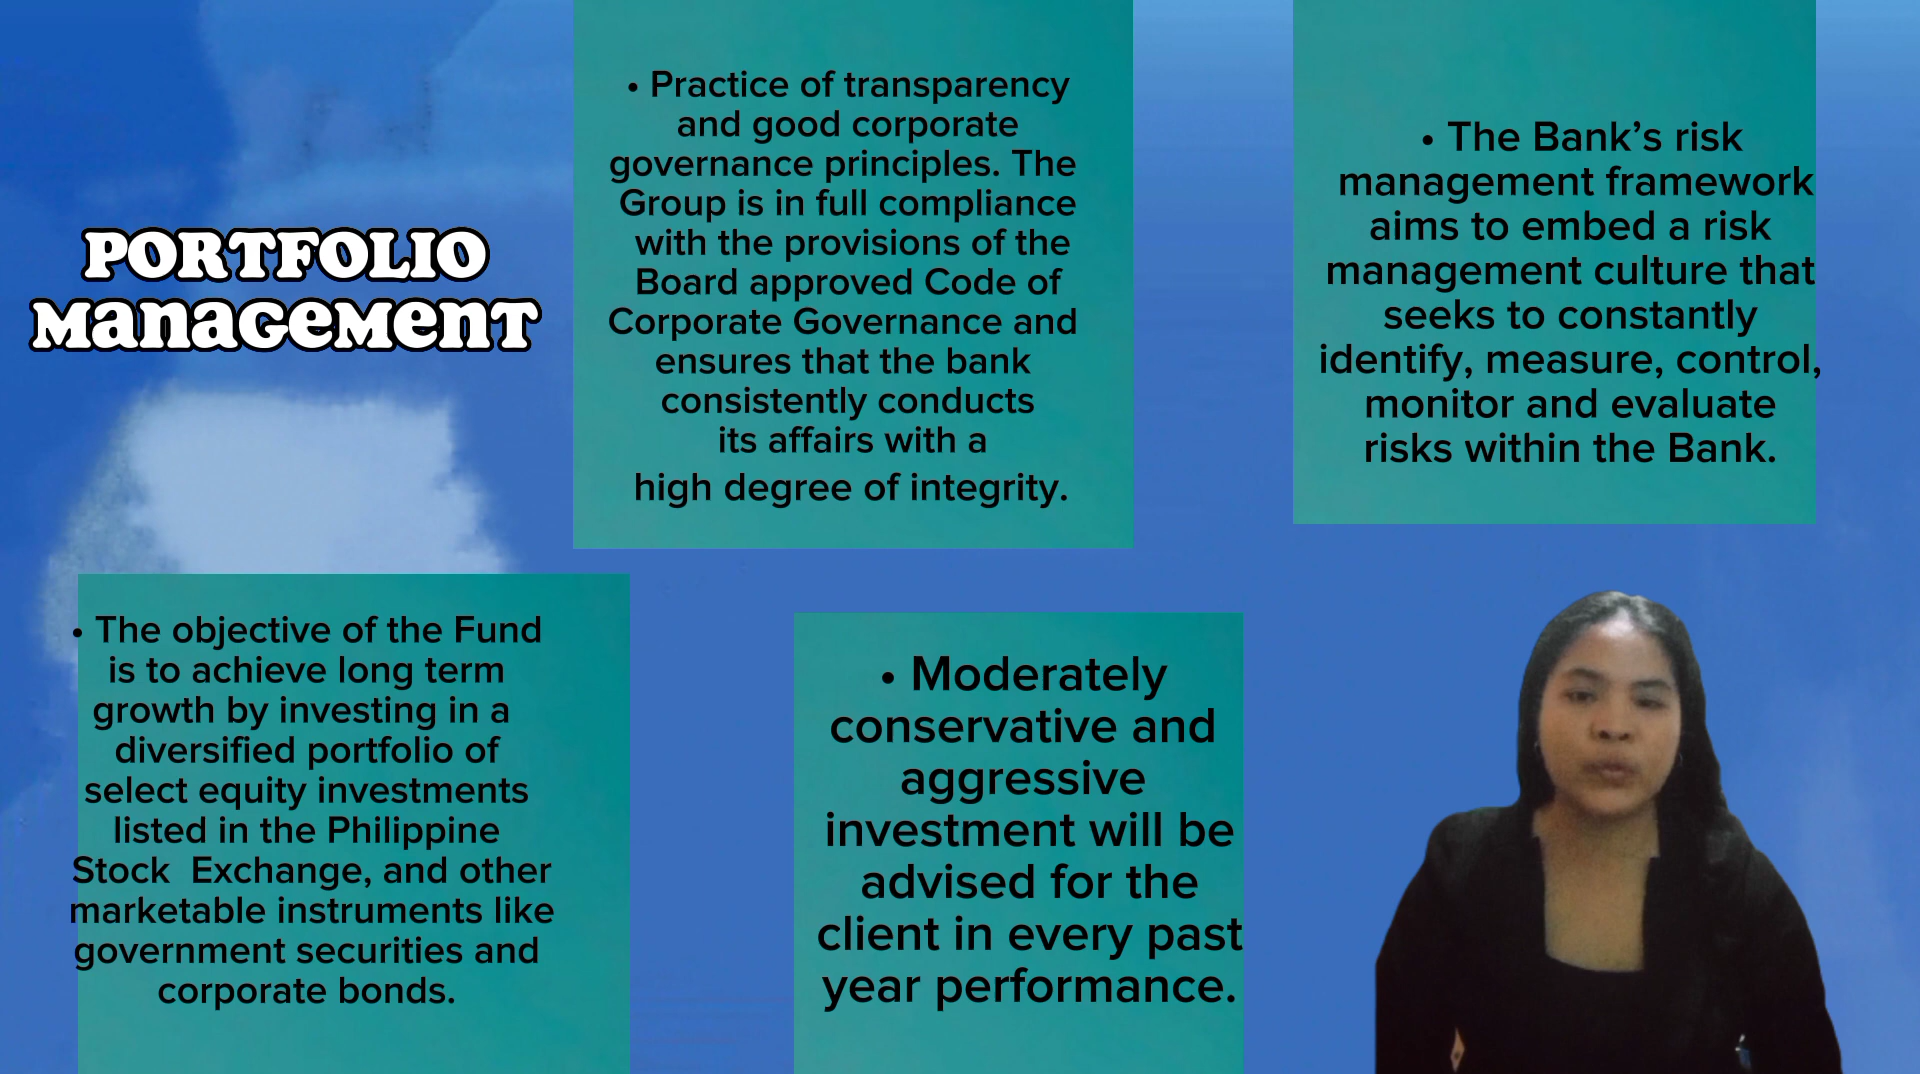 PORTFOLIO
Management
• Practice of transparency
and good corporate
governance principles. The
Group is in full compliance
with the provisions of the
Board approved Code of
Corporate Governance and
ensures that the bank
consistently conducts
its affairs with a
high degree of integrity.
• The Bank’s risk
management framework
aims to embed a risk
management culture that
seeks to constantly
identify, measure, control,
monitor and evaluate
risks within the Bank.
• The objective of the Fund
is to achieve long term
growth by investing in a
diversified portfolio of
select equity investments
listed in the Philippine
Stock  Exchange, and other
marketable instruments like
government securities and
corporate bonds.
• Moderately
conservative and
aggressive
investment will be
advised for the
client in every past
year performance.